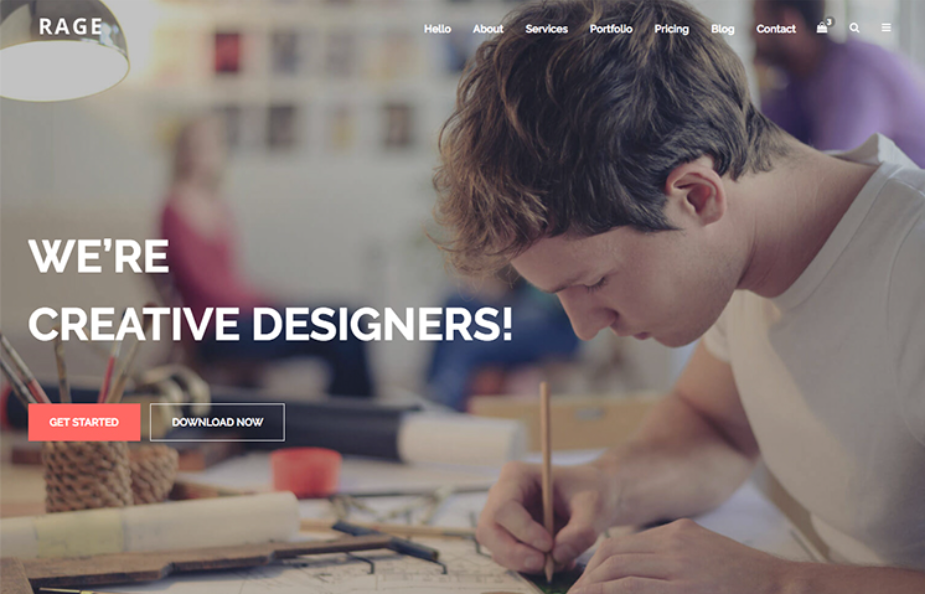 RAGE
Hello About Services Portfolio Pricing Blog Contact 3
WE’RE
CREATIVE DESIGNERS!
GET STARTED DOWNLOAD NOW